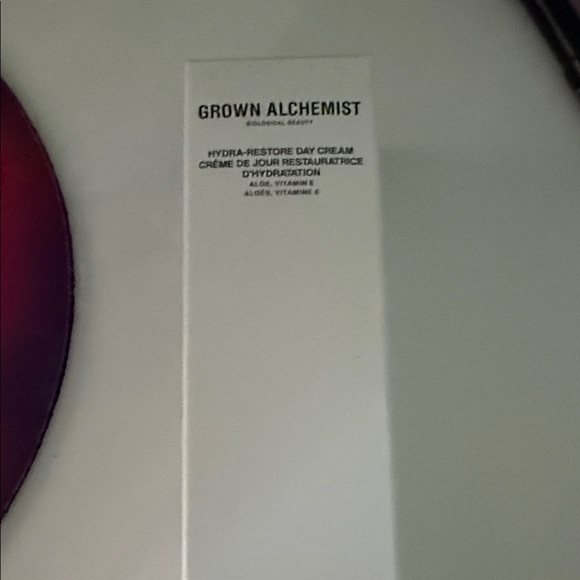 GROWN ALCHEMIST
BIOLOGICAL BEAUTY
HYDRA-RESTORE DAY CREAM
CRÈME DE JOUR RESTAURATRICE
D'HYDRATATION
ALOE, VITAMIN E
ALOÈS, VITAMINE E